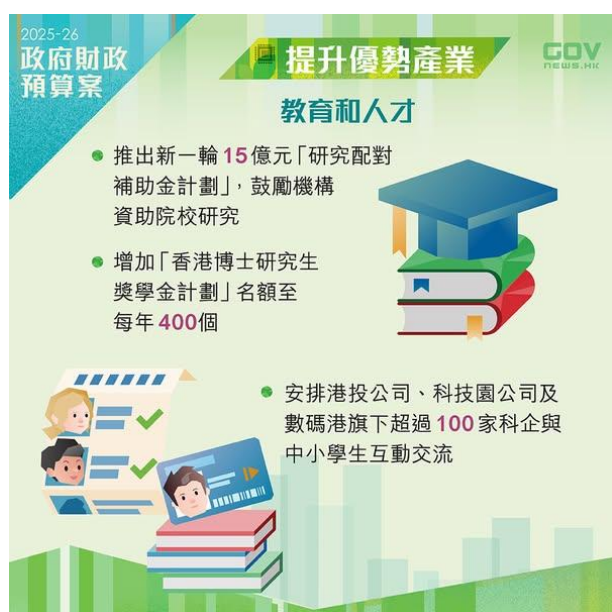 2025-26
政府財政
預算案
提升優勢產業
GOV
NEWS.HK
教育和人才
推出新一輪15億元「研究配對
補助金計劃」，鼓勵機構
資助院校研究
增加「香港博士研究生
獎學金計劃」名額至
每年400個
安排港投公司、科技園公司及
數碼港旗下超過100家科企與
中小學生互動交流